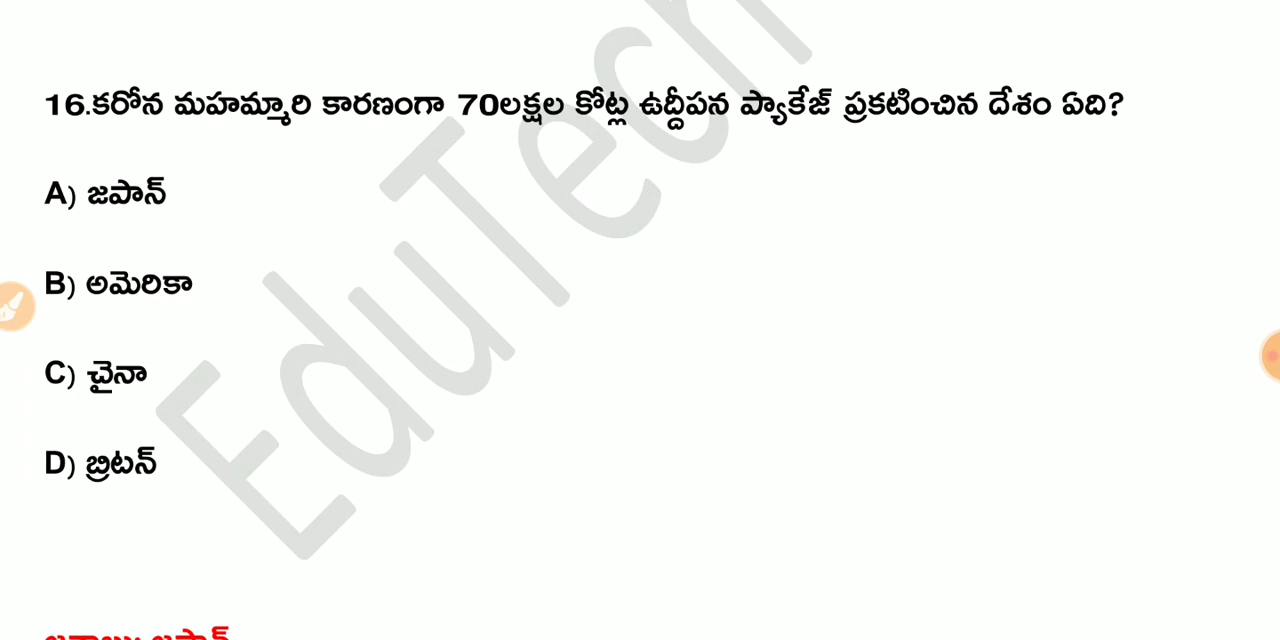 16.కరోన మహమ్మారి కారణంగా 70లక్షల కోట్ల ఉద్దీపన ప్యాకేజ్ ప్రకటించిన దేశం ఏది?
A) జపాన్
B) అమెరికా
C) చైనా
D) బ్రిటన్
EduTech